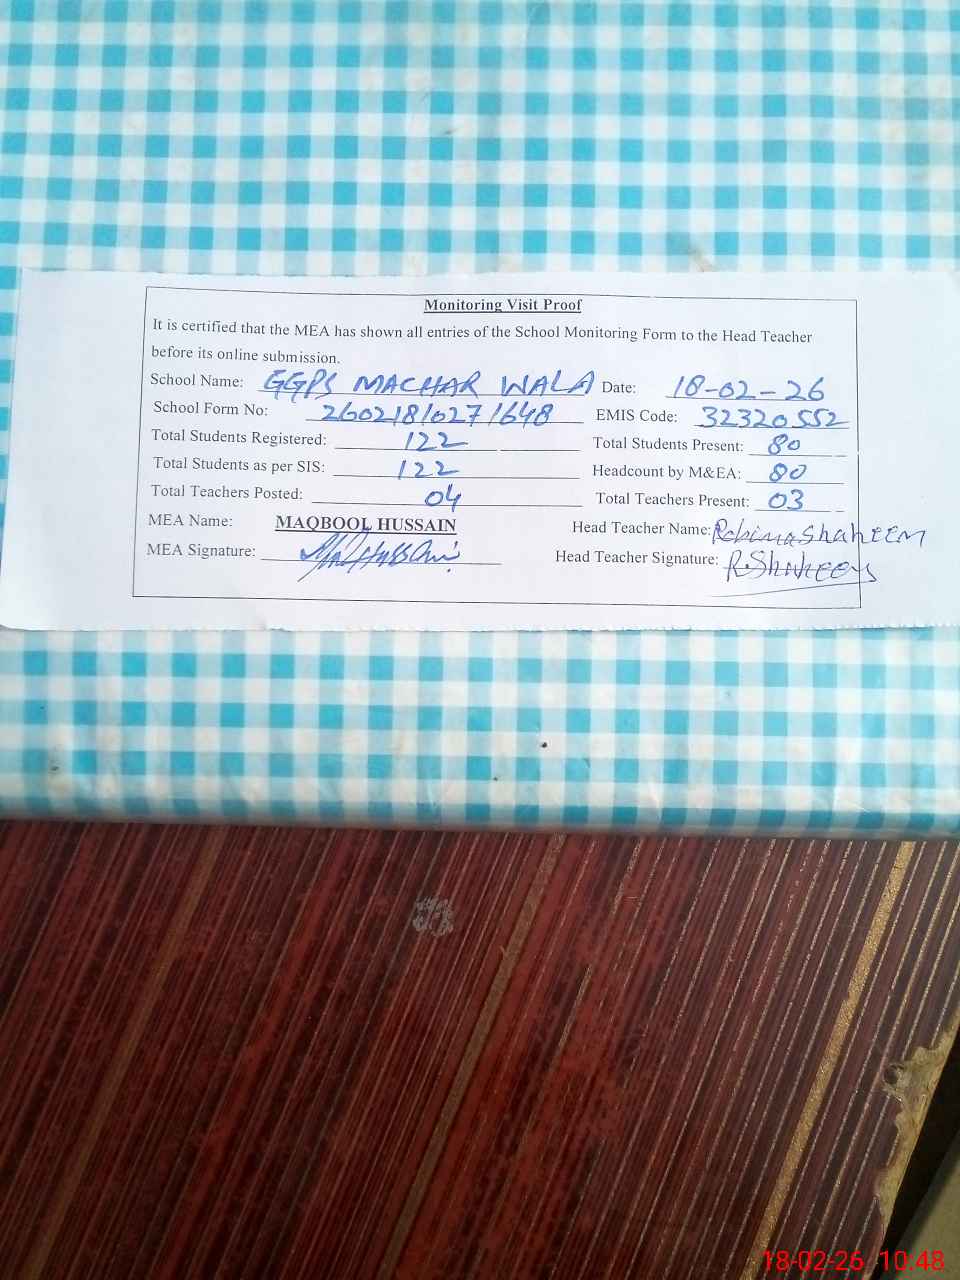 Monitoring Visit Proof
It is certified that the MEA has shown all entries of the School Monitoring Form to the Head Teacher
before its online submission.
School Name: GGPS MACHAR WALA Date: 18-02-26
School Form No: 26021810271648 EMIS Code: 32320552
Total Students Registered: 122 Total Students Present: 80
Total Students as per SIS: 122 Headcount by M&EA: 80
Total Teachers Posted: 04 Total Teachers Present: 03
MEA Name: MAQBOOL HUSSAIN Head Teacher Name: Robina Shaheem
MEA Signature: Head Teacher Signature: R.Shaheen
18-02-26 10:48